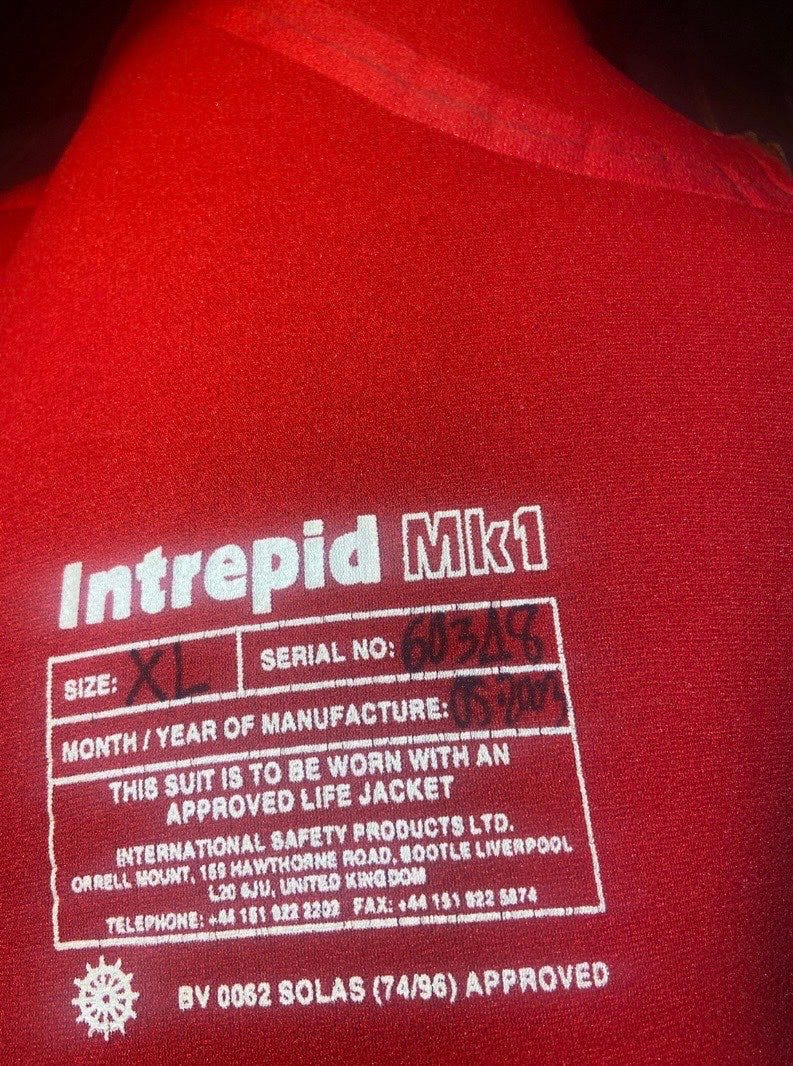 Intrepid Mk1
SIZE: XL SERIAL NO: 603A8
MONTH / YEAR OF MANUFACTURE:
THIS SUIT IS TO BE WORN WITH AN
APPROVED LIFE JACKET
INTERNATIONAL SAFETY PRODUCTS LTD.
ORRELL MOUNT, 159 HAWTHORNE ROAD, BOOTLE LIVERPOOL
L20 6JU, UNITED KINGDOM
TELEPHONE: +44 151 922 2202 FAX: +44 151 922 5874
BV 0062 SOLAS (74/96) APPROVED